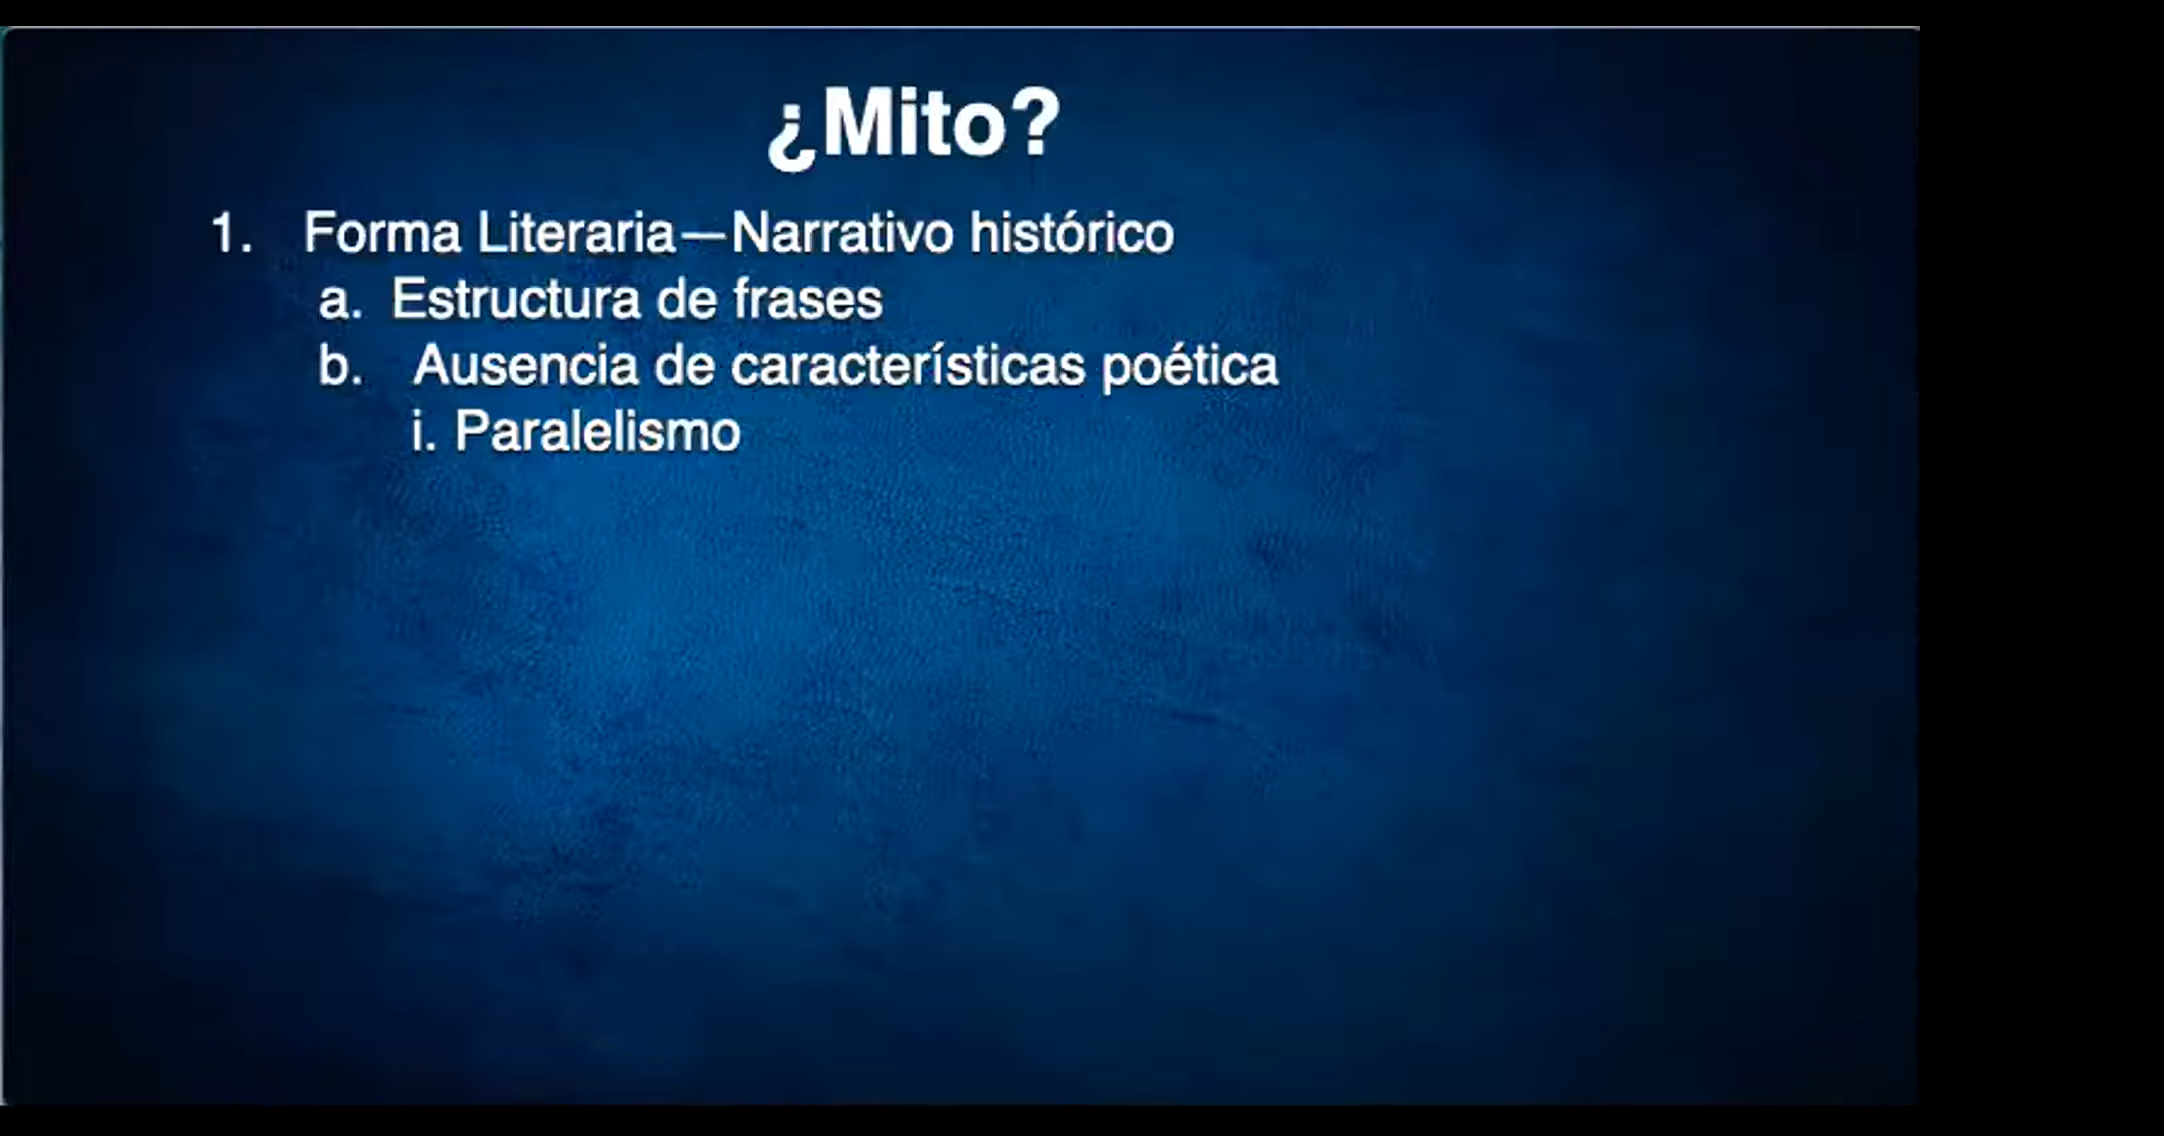 ¿Mito?
1. Forma Literaria—Narrativo histórico
a. Estructura de frases
b. Ausencia de características poética
i. Paralelismo